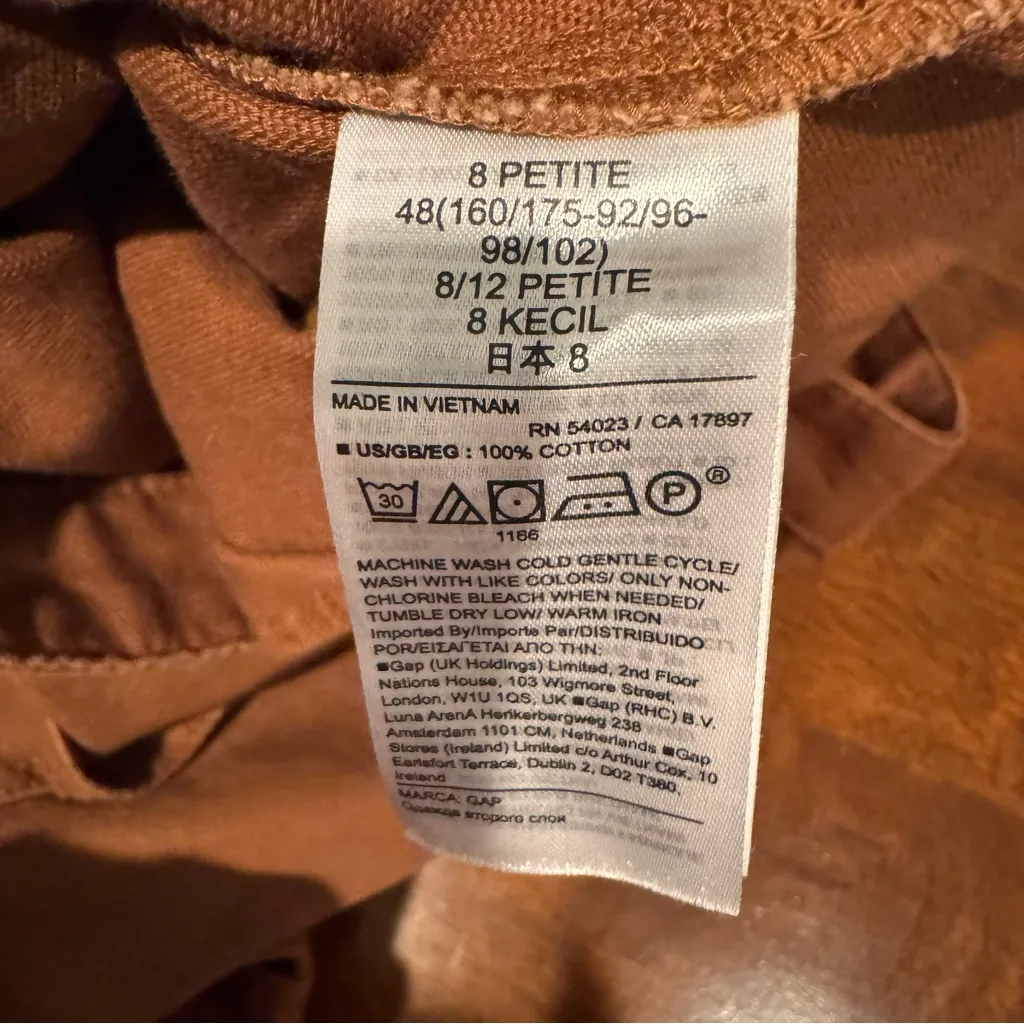 8 PETITE
48(160/175-92/96-
98/102)
8/12 PETITE
8 KECIL
日本 8
MADE IN VIETNAM
RN 54023 / CA 17897
■ US/GB/EG : 100% COTTON
30
P ®
1166
MACHINE WASH COLD GENTLE CYCLE/
WASH WITH LIKE COLORS/ ONLY NON-
CHLORINE BLEACH WHEN NEEDED/
TUMBLE DRY LOW/ WARM IRON
Imported By/Importe Par/DISTRIBUIDO
POR/ΕΙΣΑΓΕΤΑΙ ΑΠΟ ΤΗΝ:
■Gap (UK Holdings) Limited, 2nd Floor
Nations House, 103 Wigmore Street,
London, W1U 1QS, UK ■Gap (RHC) B.V.
Luna ArenA Herikerbergweg 238
Amsterdam 1101 CM, Netherlands ■Gap
Stores (Ireland) Limited c/o Arthur Cox, 10
Earlsfort Terrace, Dublin 2, D02 T380,
Ireland
MARCA: GAP
Одежда второго слоя